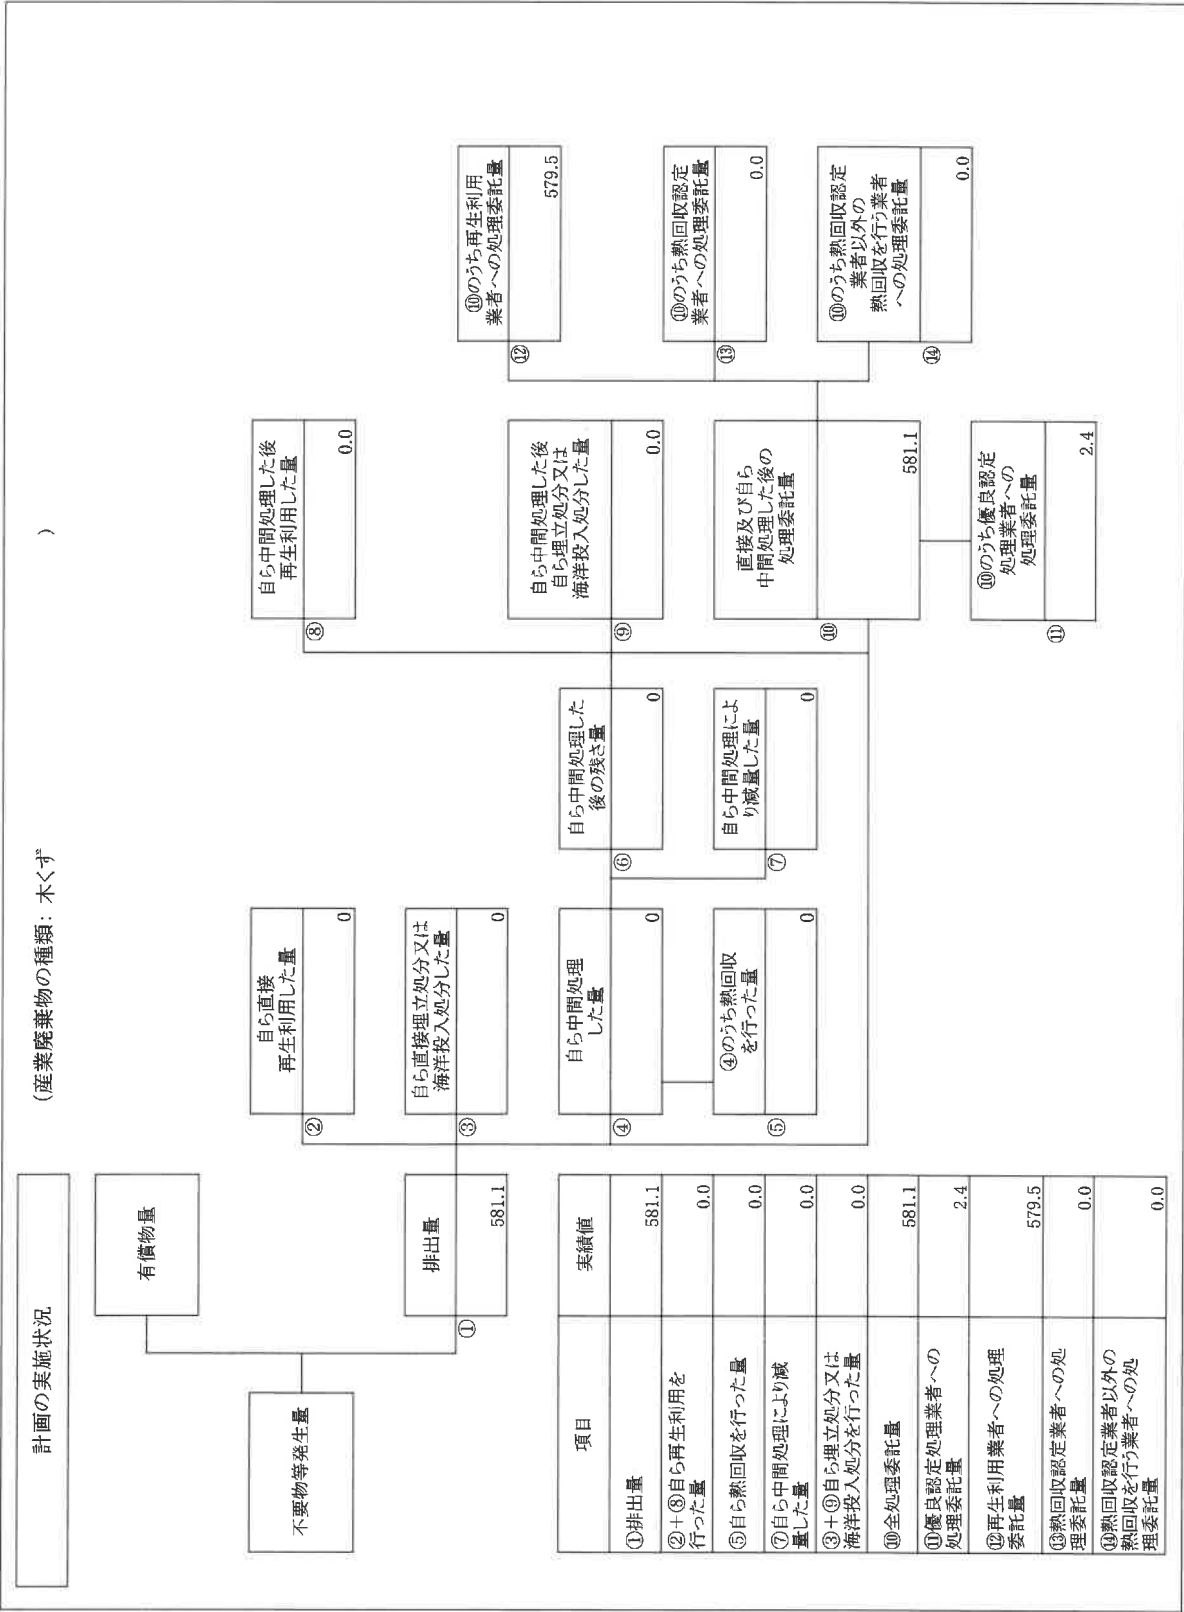 計画の実施状況
(産業廃棄物の種類: 木くず
)
不要物等発生量
有償物量
排出量
①
581.1
自ら直接
再生利用した量
②
0
自ら直接埋立処分又は
海洋投入処分した量
③
0
自ら中間処理
した量
④
0
④のうち熱回収
を行った量
⑤
0
自ら中間処理した
後の残さ量
⑥
0
自ら中間処理によ
り減量した量
⑦
0
自ら中間処理した後
再生利用した量
⑧
0.0
自ら中間処理した後
自ら埋立処分又は
海洋投入処分した量
⑨
0.0
直接及び自ら
中間処理した後の
処理委託量
⑩
581.1
⑩のうち優良認定
処理業者への
処理委託量
⑪
2.4
⑩のうち再生利用
業者への処理委託量
⑫
579.5
⑩のうち熱回収認定
業者への処理委託量
⑬
0.0
⑩のうち熱回収認定
業者以外の
熱回収を行う業者
への処理委託量
⑭
0.0
項目
実績値
①排出量
581.1
②+⑧自ら再生利用を
行った量
0.0
⑤自ら熱回収を行った量
0.0
⑦自ら中間処理により減
量した量
0.0
③+⑨自ら埋立処分又は
海洋投入処分を行った量
0.0
⑩全処理委託量
581.1
⑪優良認定処理業者への
処理委託量
2.4
⑫再生利用業者への処理
委託量
579.5
⑬熱回収認定業者への処
理委託量
0.0
⑭熱回収認定業者以外の
熱回収を行う業者への処
理委託量
0.0